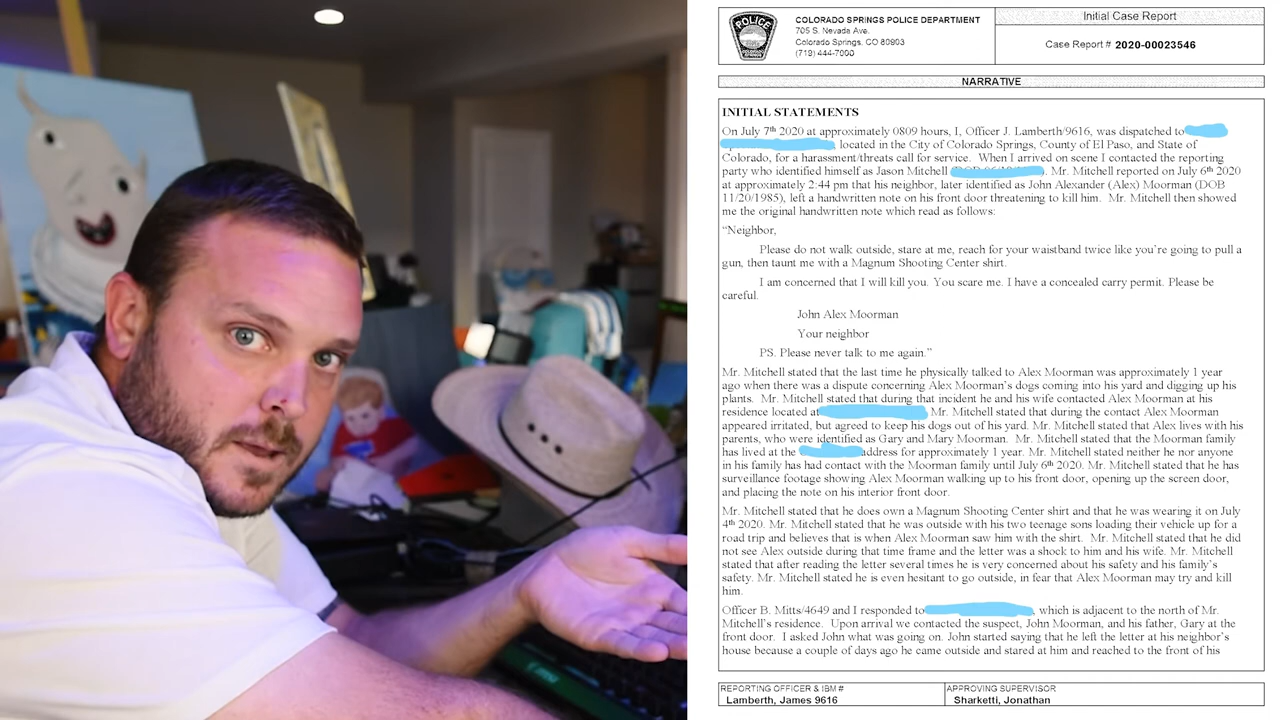 POLICE
COLORADO SPRINGS POLICE DEPARTMENT
705 S. Nevada Ave.
Colorado Springs, CO 80903
(719) 444-7000
Initial Case Report
Case Report # 2020-00023546
NARRATIVE
INITIAL STATEMENTS
On July 7th 2020 at approximately 0809 hours, I, Officer J. Lamberth/9616, was dispatched to
, located in the City of Colorado Springs, County of El Paso, and State of
Colorado, for a harassment/threats call for service. When I arrived on scene I contacted the reporting
party who identified himself as Jason Mitchell ). Mr. Mitchell reported on July 6th 2020
at approximately 2:44 pm that his neighbor, later identified as John Alexander (Alex) Moorman (DOB
11/20/1985), left a handwritten note on his front door threatening to kill him. Mr. Mitchell then showed
me the original handwritten note which read as follows:
“Neighbor,
Please do not walk outside, stare at me, reach for your waistband twice like you're going to pull a
gun, then taunt me with a Magnum Shooting Center shirt.
I am concerned that I will kill you. You scare me. I have a concealed carry permit. Please be
careful.
John Alex Moorman
Your neighbor
PS. Please never talk to me again.”
Mr. Mitchell stated that the last time he physically talked to Alex Moorman was approximately 1 year
ago when there was a dispute concerning Alex Moorman's dogs coming into his yard and digging up his
plants. Mr. Mitchell stated that during that incident he and his wife contacted Alex Moorman at his
residence located at Mr. Mitchell stated that during the contact Alex Moorman
appeared irritated, but agreed to keep his dogs out of his yard. Mr. Mitchell stated that Alex lives with his
parents, who were identified as Gary and Mary Moorman. Mr. Mitchell stated that the Moorman family
has lived at the address for approximately 1 year. Mr. Mitchell stated neither he nor anyone
in his family has had contact with the Moorman family until July 6th 2020. Mr. Mitchell stated that he has
surveillance footage showing Alex Moorman walking up to his front door, opening up the screen door,
and placing the note on his interior front door.
Mr. Mitchell stated that he does own a Magnum Shooting Center shirt and that he was wearing it on July
4th 2020. Mr. Mitchell stated that he was outside with his two teenage sons loading their vehicle up for a
road trip and believes that is when Alex Moorman saw him with the shirt. Mr. Mitchell stated that he did
not see Alex outside during that time frame and the letter was a shock to him and his wife. Mr. Mitchell
stated that after reading the letter several times he is very concerned about his safety and his family's
safety. Mr. Mitchell stated he is even hesitant to go outside, in fear that Alex Moorman may try and kill
him.
Officer B. Mitts/4649 and I responded to , which is adjacent to the north of Mr.
Mitchell's residence. Upon arrival we contacted the suspect, John Moorman, and his father, Gary at the
front door. I asked John what was going on. John started saying that he left the letter at his neighbor's
house because a couple of days ago he came outside and stared at him and reached to the front of his
REPORTING OFFICER & IBM #
Lamberth, James 9616
APPROVING SUPERVISOR
Sharketti, Jonathan